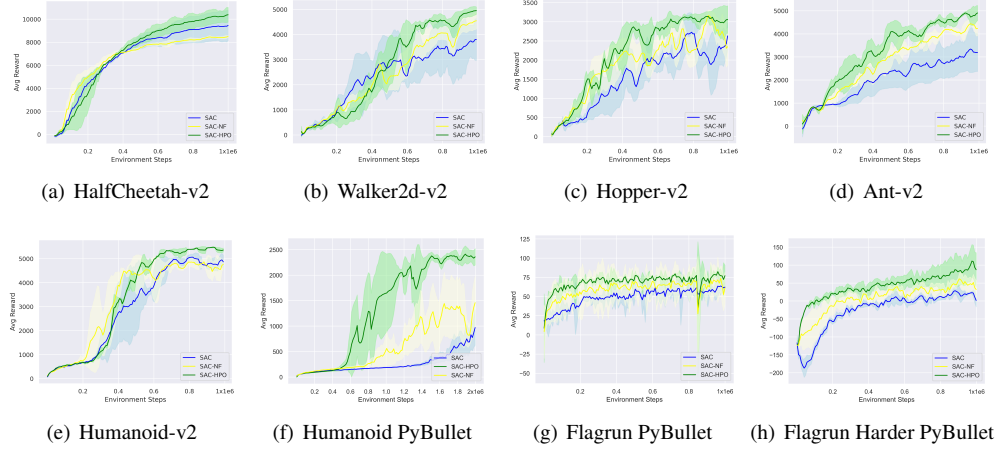 10000
8000
6000
4000
2000
0
Avg Reward
SAC
SAC-NF
SAC-HPO
0.2 0.4 0.6 0.8 1x1e6
Environment Steps
(a) HalfCheetah-v2
5000
4000
3000
2000
1000
0
Avg Reward
SAC
SAC-NF
SAC-HPO
0.2 0.4 0.6 0.8 1x1e6
Environment Steps
(b) Walker2d-v2
3500
3000
2500
2000
1500
1000
500
0
Avg Reward
SAC
SAC-NF
SAC-HPO
0.2 0.4 0.6 0.8 1x1e6
Environment Steps
(c) Hopper-v2
5000
4000
3000
2000
1000
0
Avg Reward
SAC
SAC-NF
SAC-HPO
0.2 0.4 0.6 0.8 1x1e6
Environment Steps
(d) Ant-v2
5000
4000
3000
2000
1000
0
Avg Reward
SAC
SAC-NF
SAC-HPO
0.2 0.4 0.6 0.8 1x1e6
Environment Steps
(e) Humanoid-v2
2500
2000
1500
1000
500
0
Avg Reward
SAC
SAC-HPO
SAC-NF
0.2 0.4 0.6 0.8 1.0 1.2 1.4 1.6 1.8 2x1e6
Environment Steps
(f) Humanoid PyBullet
125
100
75
50
25
0
−25
−50
Avg Reward
SAC
SAC-NF
SAC-HPO
0.2 0.4 0.6 0.8 1x1e6
Environment Steps
(g) Flagrun PyBullet
150
100
50
0
−50
−100
−150
−200
Avg Reward
SAC
SAC-NF
SAC-HPO
0.2 0.4 0.6 0.8 1x1e6
Environment Steps
(h) Flagrun Harder PyBullet